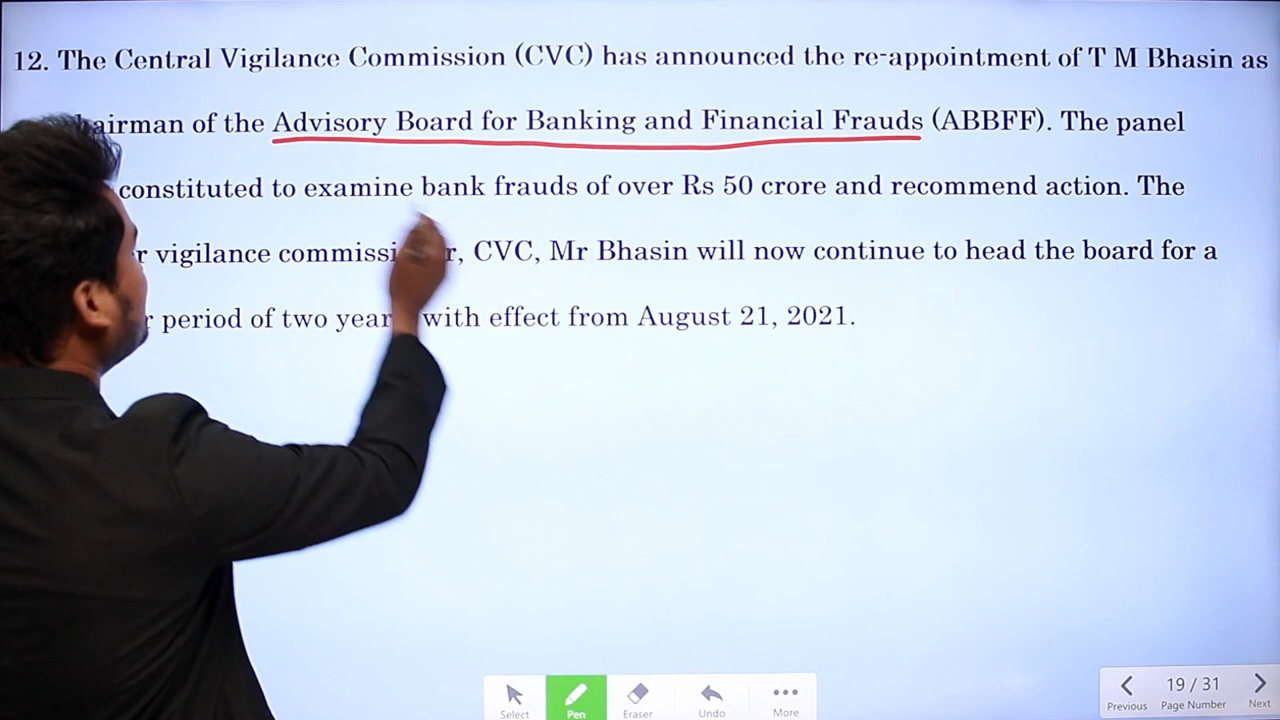 12. The Central Vigilance Commission (CVC) has announced the re-appointment of T M Bhasin as
airman of the Advisory Board for Banking and Financial Frauds (ABBFF). The panel
constituted to examine bank frauds of over Rs 50 crore and recommend action. The
r vigilance commissi r, CVC, Mr Bhasin will now continue to head the board for a
r period of two year with effect from August 21, 2021.
Select Pen Eraser Undo More
Previous 19 / 31 Page Number Next